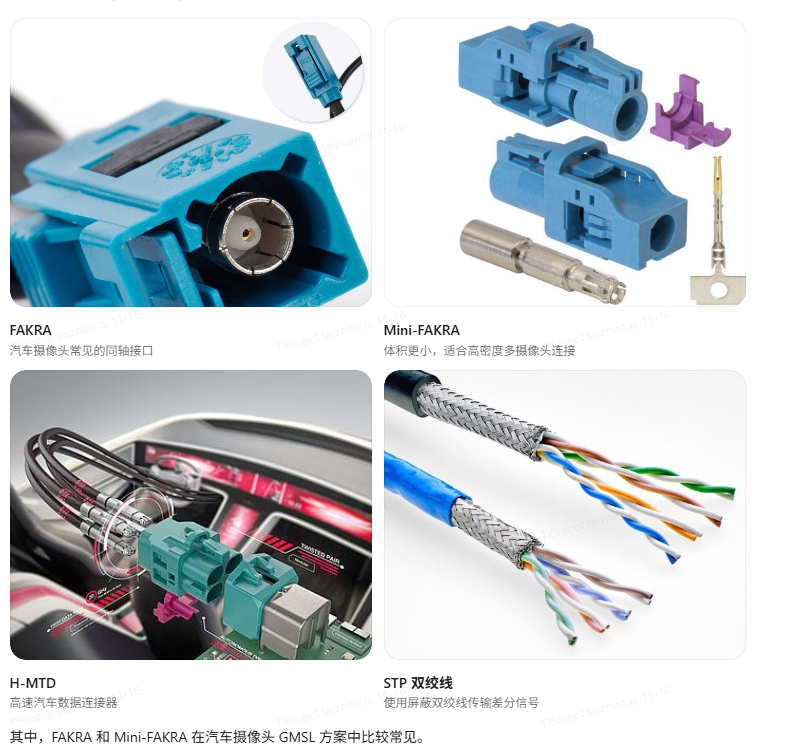 FAKRA
汽车摄像头常见的同轴接口
Mini-FAKRA
体积更小，适合高密度多摄像头连接
TWISTED PAIR
H-MTD
高速汽车数据连接器
STP 双绞线
使用屏蔽双绞线传输差分信号
其中，FAKRA 和 Mini-FAKRA 在汽车摄像头 GMSL 方案中比较常见。